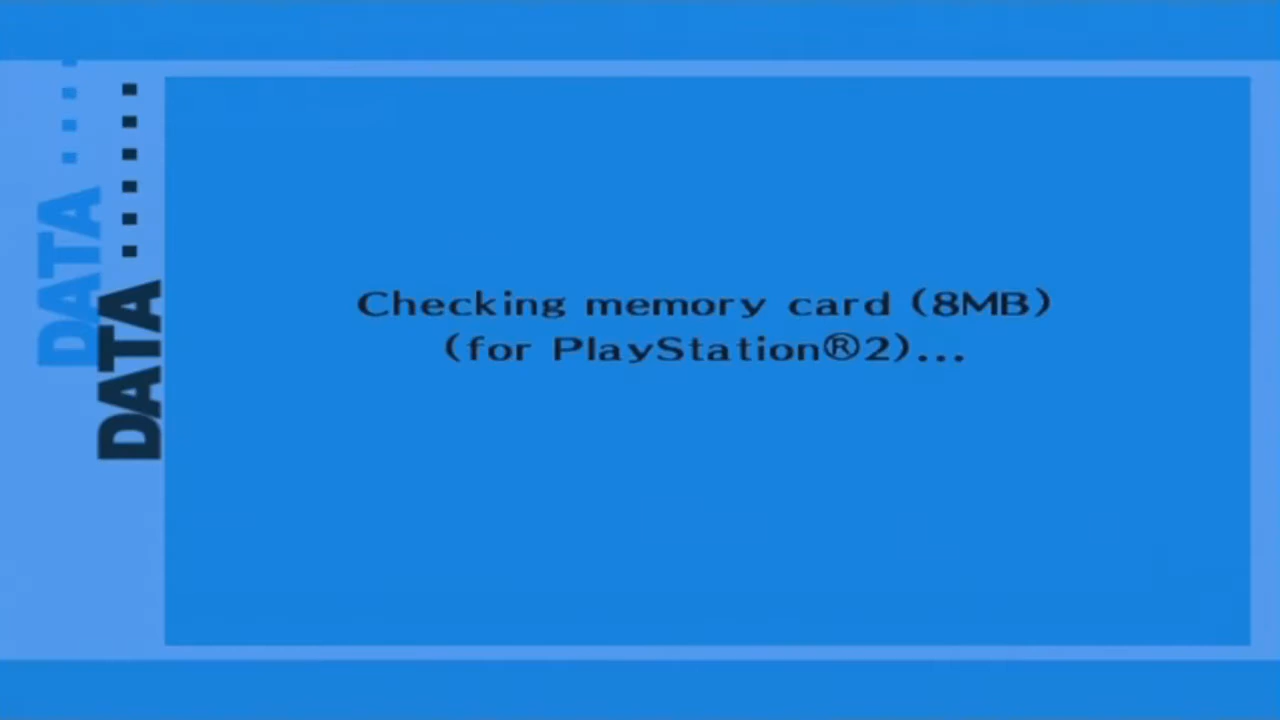 DATA ......
DATA ....
Checking memory card (8MB)
(for PlayStation®2)...